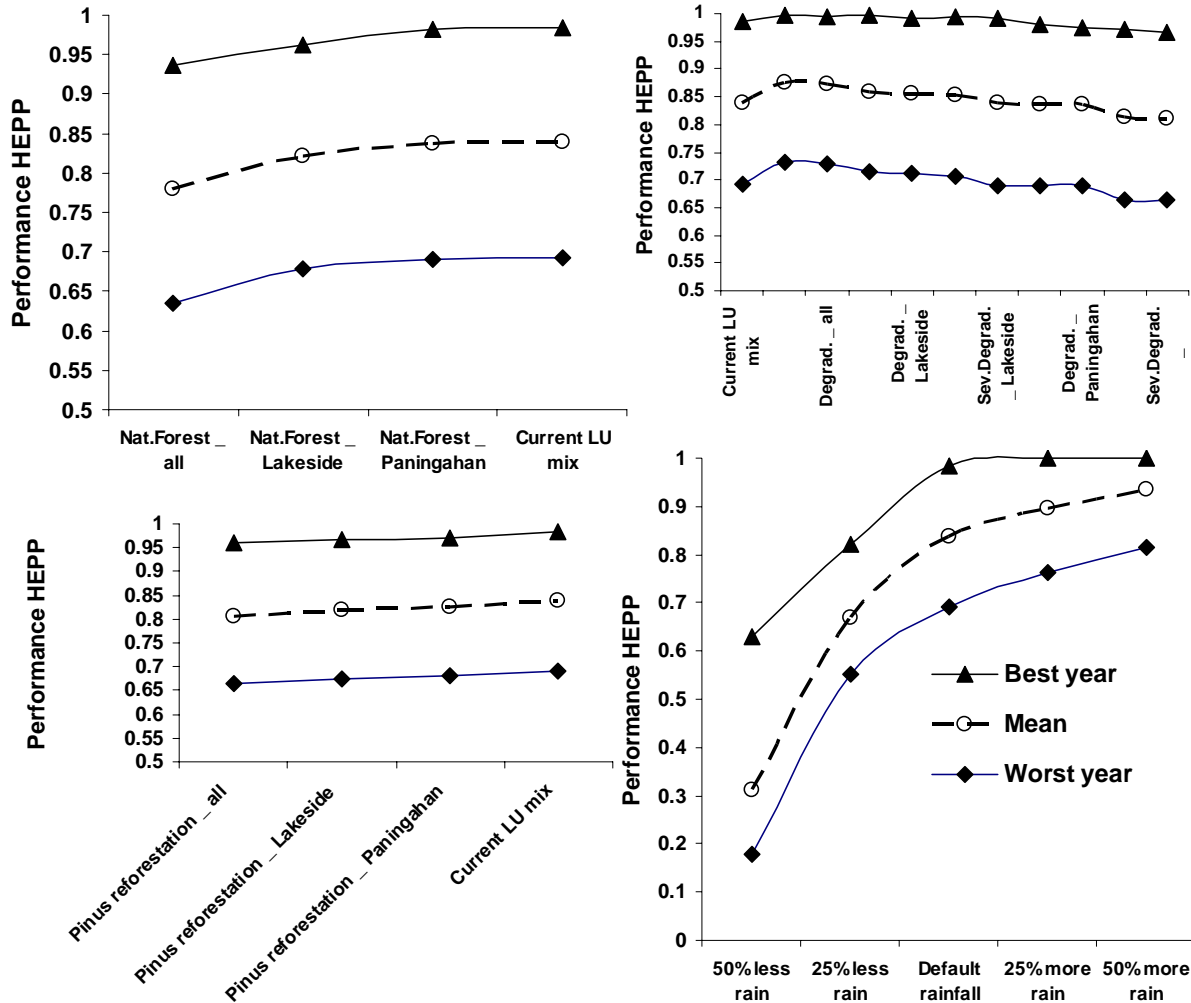 Performance HEPP
1
0.95
0.9
0.85
0.8
0.75
0.7
0.65
0.6
0.55
0.5
Nat.Forest _ all
Nat.Forest _ Lakeside
Nat.Forest _ Paningahan
Current LU mix
Performance HEPP
1
0.95
0.9
0.85
0.8
0.75
0.7
0.65
0.6
0.55
0.5
Current LU mix
Degrad. _ all
Degrad. _ Lakeside
Sev.Degrad. _ Lakeside
Degrad. _ Paningahan
Sev.Degrad. _
Performance HEPP
1
0.95
0.9
0.85
0.8
0.75
0.7
0.65
0.6
0.55
0.5
Pinus reforestation _ all
Pinus reforestation _ Lakeside
Pinus reforestation _ Paningahan
Current LU mix
Performance HEPP
1
0.9
0.8
0.7
0.6
0.5
0.4
0.3
0.2
0.1
0
Best year
Mean
Worst year
50% less rain
25% less rain
Default rainfall
25% more rain
50% more rain